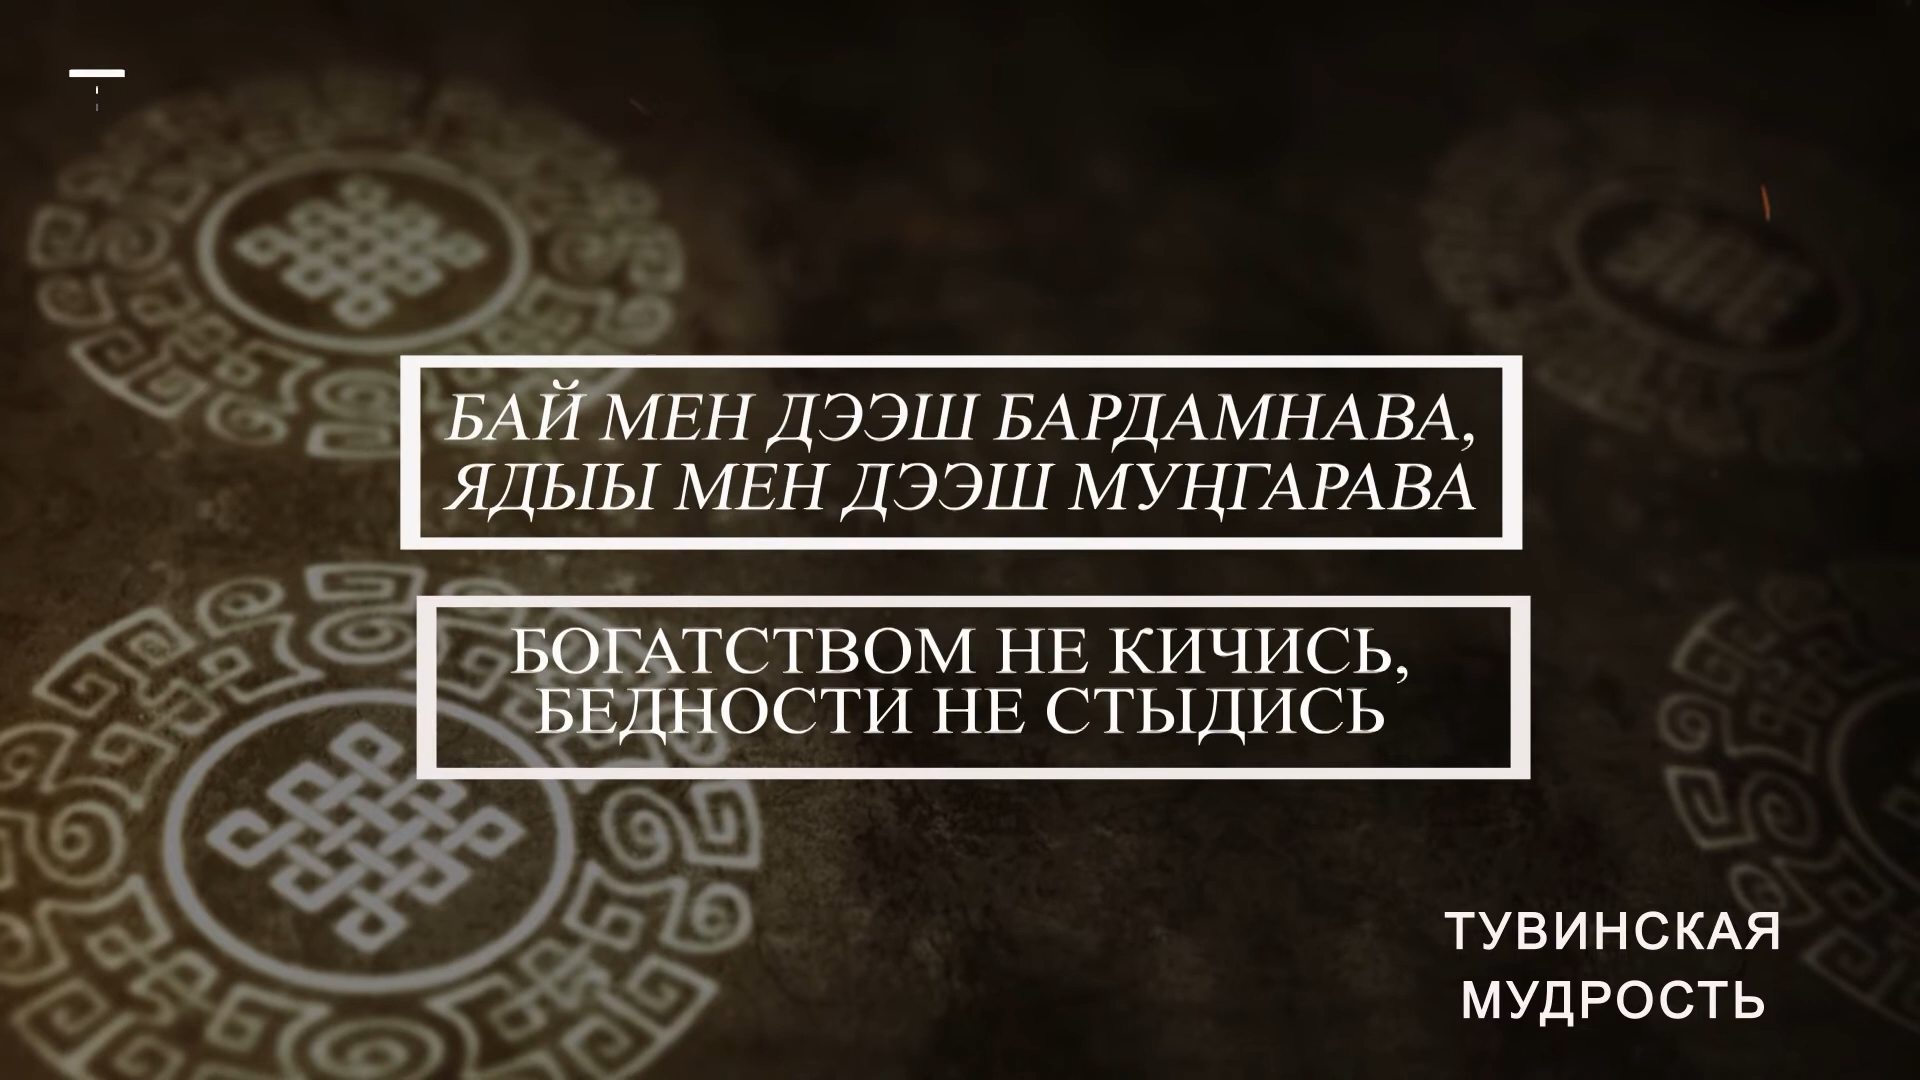 БАЙ МЕН ДЭЭШ БАРДАМНАВА,
ЯДЫЫ МЕН ДЭЭШ МУҢГАРАВА
БОГАТСТВОМ НЕ КИЧИСЬ,
БЕДНОСТИ НЕ СТЫДИСЬ
ТУВИНСКАЯ
МУДРОСТЬ